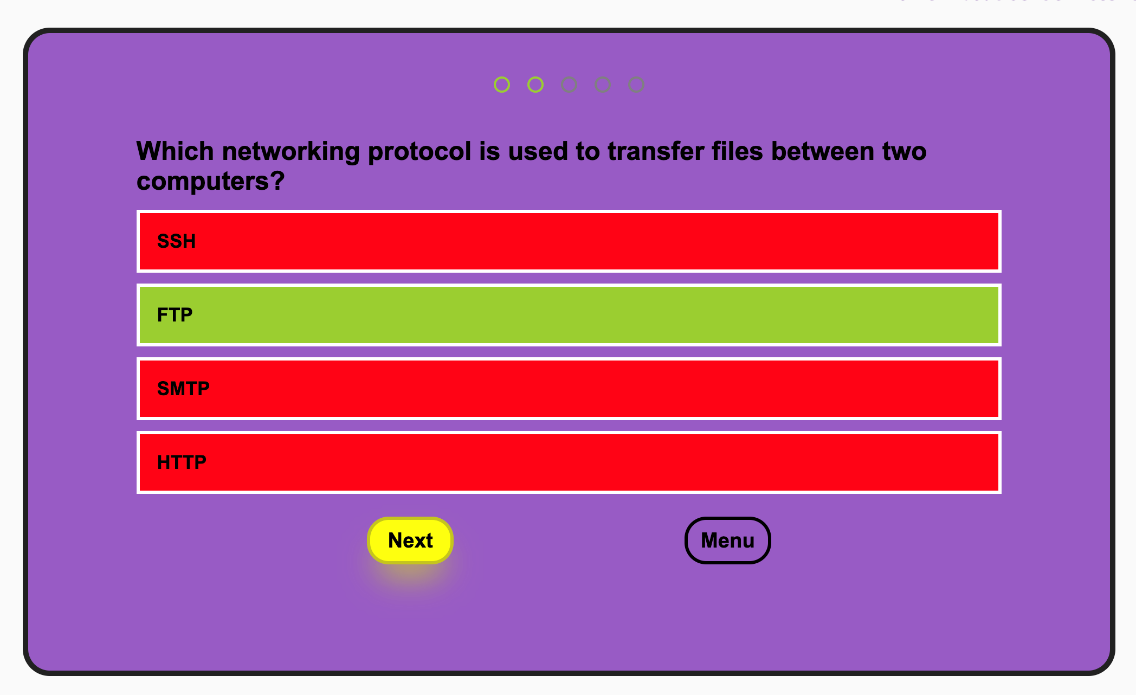 Which networking protocol is used to transfer files between two
computers?
SSH
FTP
SMTP
HTTP
Next
Menu